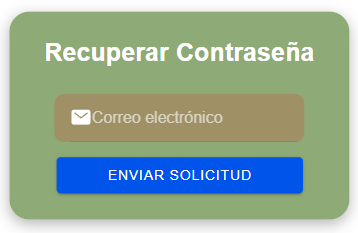 Recuperar Contraseña
Correo electrónico
ENVIAR SOLICITUD